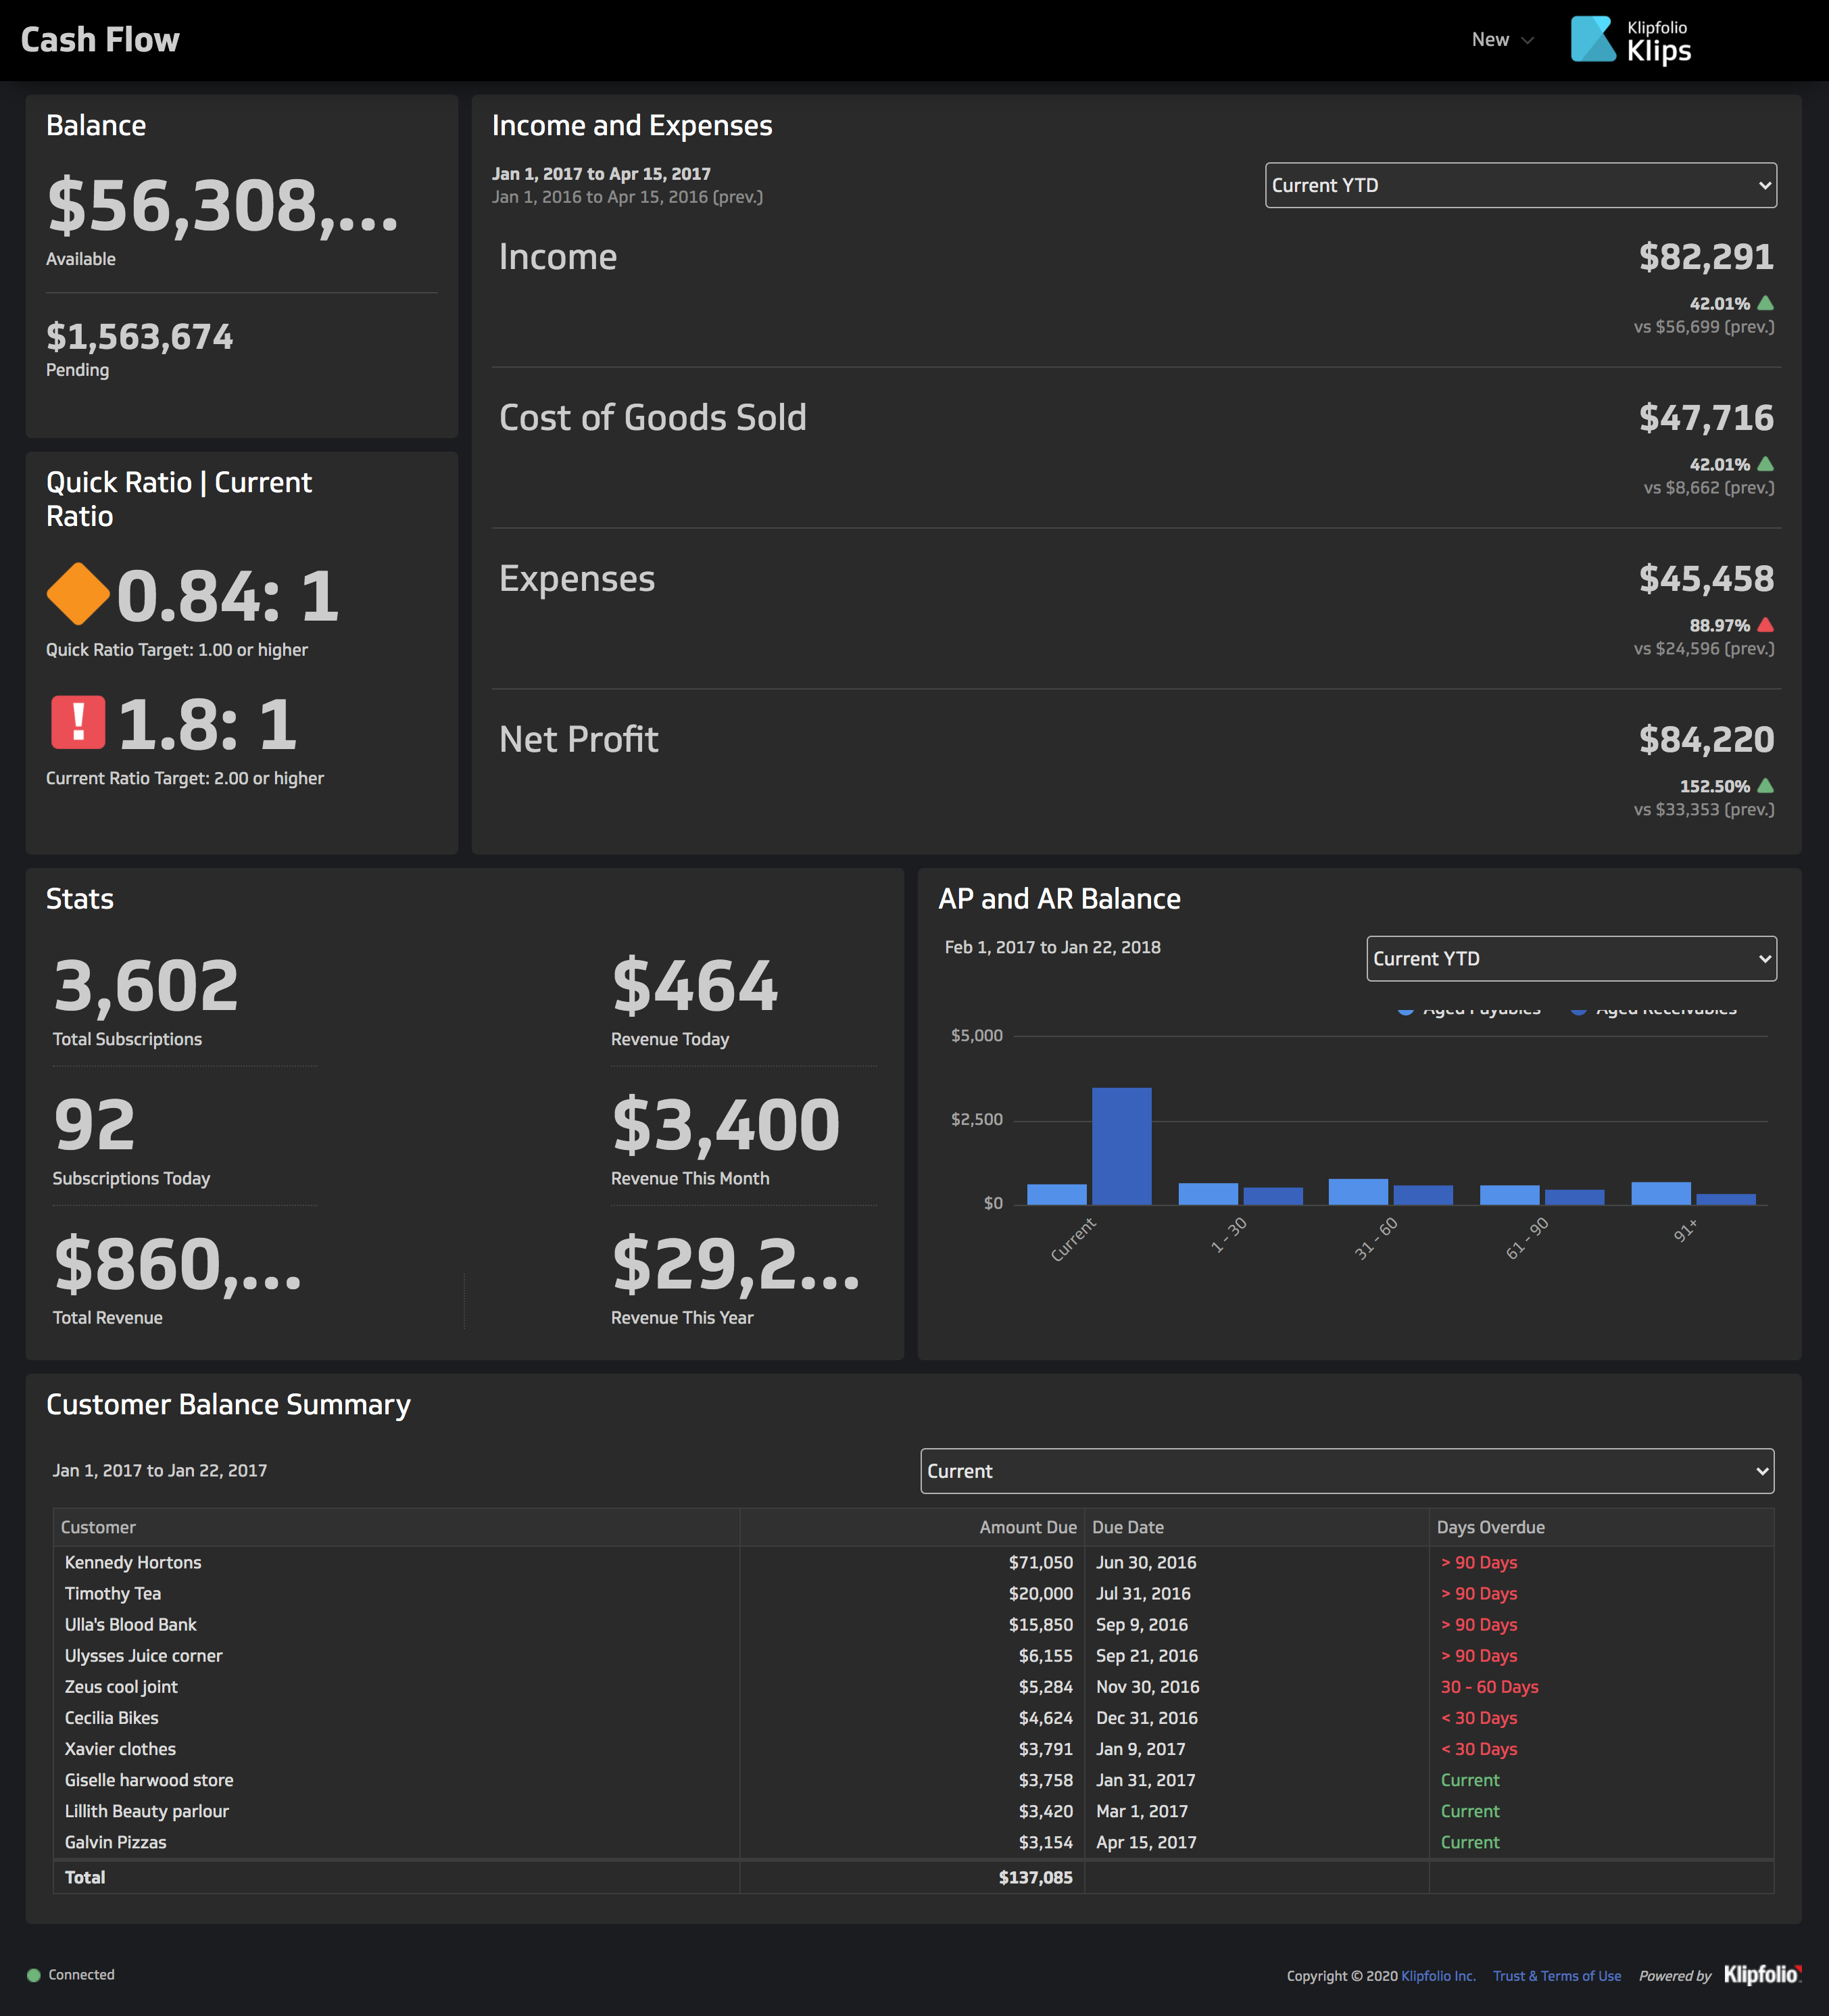 Cash Flow
New
Klipfolio
Klips
Balance
$56,308,...
Available
$1,563,674
Pending
Quick Ratio | Current
Ratio
0.84: 1
Quick Ratio Target: 1.00 or higher
!
1.8: 1
Current Ratio Target: 2.00 or higher
Income and Expenses
Jan 1, 2017 to Apr 15, 2017
Jan 1, 2016 to Apr 15, 2016 (prev.)
Current YTD
Income
$82,291
42.01%
vs $56,699 (prev.)
Cost of Goods Sold
$47,716
42.01%
vs $8,662 (prev.)
Expenses
$45,458
88.97%
vs $24,596 (prev.)
Net Profit
$84,220
152.50%
vs $33,353 (prev.)
Stats
3,602
Total Subscriptions
$464
Revenue Today
92
Subscriptions Today
$3,400
Revenue This Month
$860,...
Total Revenue
$29,2...
Revenue This Year
AP and AR Balance
Feb 1, 2017 to Jan 22, 2018
Current YTD
Aged Payables Aged Receivables
$5,000
$2,500
$0
Current 1 - 30 31 - 60 61 - 90 91+
Customer Balance Summary
Jan 1, 2017 to Jan 22, 2017
Current
Customer Amount Due Due Date Days Overdue
Kennedy Hortons $71,050 Jun 30, 2016 > 90 Days
Timothy Tea $20,000 Jul 31, 2016 > 90 Days
Ulla's Blood Bank $15,850 Sep 9, 2016 > 90 Days
Ulysses Juice corner $6,155 Sep 21, 2016 > 90 Days
Zeus cool joint $5,284 Nov 30, 2016 30 - 60 Days
Cecilia Bikes $4,624 Dec 31, 2016 < 30 Days
Xavier clothes $3,791 Jan 9, 2017 < 30 Days
Giselle harwood store $3,758 Jan 31, 2017 Current
Lillith Beauty parlour $3,420 Mar 1, 2017 Current
Galvin Pizzas $3,154 Apr 15, 2017 Current
Total $137,085
Connected
Copyright © 2020 Klipfolio Inc. Trust & Terms of Use Powered by Klipfolio